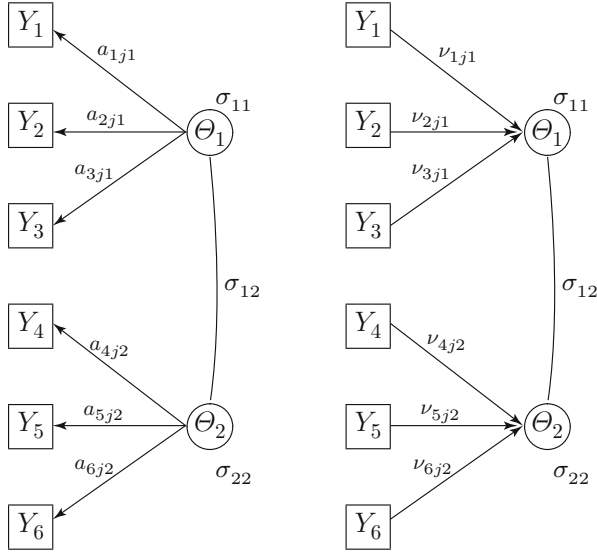 Y₁
a₁ⱼ₁
σ₁₁
Y₂
a₂ⱼ₁
Θ₁
a₃ⱼ₁
Y₃
σ₁₂
Y₄
a₄ⱼ₂
Y₅
a₅ⱼ₂
Θ₂
a₆ⱼ₂
σ₂₂
Y₆
Y₁
ν₁ⱼ₁
σ₁₁
Y₂
ν₂ⱼ₁
Θ₁
ν₃ⱼ₁
Y₃
σ₁₂
Y₄
ν₄ⱼ₂
Y₅
ν₅ⱼ₂
Θ₂
ν₆ⱼ₂
σ₂₂
Y₆